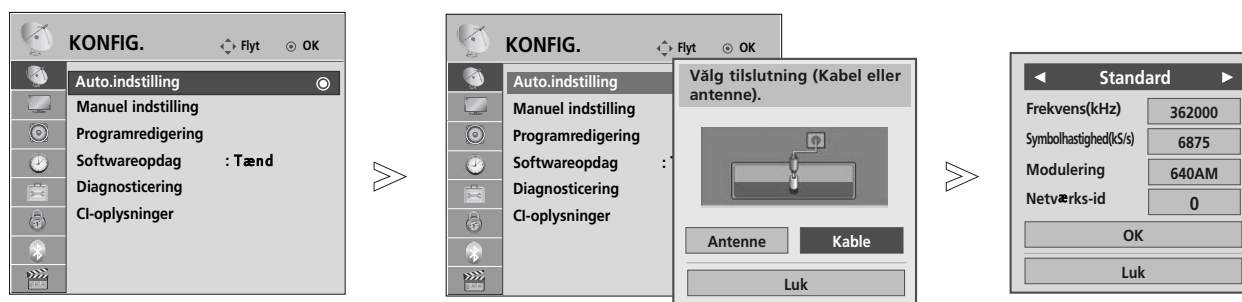 KONFIG.
Flyt
OK
Auto.indstilling
Manuel indstilling
Programredigering
Softwareopdag : Tænd
Diagnosticering
CI-oplysninger
KONFIG.
Flyt
OK
Auto.indstilling
Manuel indstilling
Programredigering
Softwareopdag :
Diagnosticering
CI-oplysninger
Vălg tilslutning (Kabel eller
antenne).
Antenne Kable
Luk
Standard
Frekvens(kHz) 362000
Symbolhastighed(kS/s) 6875
Modulering 640AM
Netværks-id 0
OK
Luk